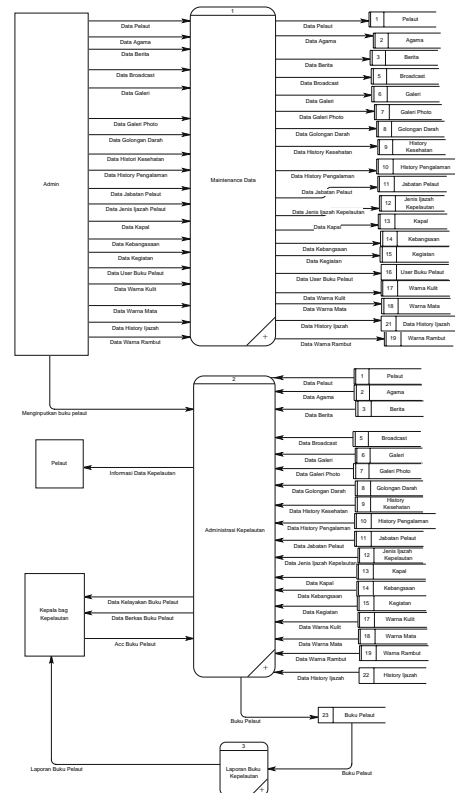 1
Admin
Maintenance Data
+
Data Pelaut
Data Agama
Data Berita
Data Broadcast
Data Galeri
Data Galeri Photo
Data Golongan Darah
Data Histori Kesehatan
Data History Pengalaman
Data Jabatan Pelaut
Data Jenis Ijazah Pelaut
Data Kapal
Data Kebangasaan
Data Kegistan
Data User Buku Pelaut
Data Warna Kulit
Data Warna Mata
Data History Ijazah
Data Warna Rambut
Data Pelaut
Data Agama
Data Berita
Data Broadcast
Data Galeri
Data Galeri Photo
Data Golongan Darah
Data History Kesehatan
Data History Pengalaman
Data Jabatan Pelaut
Data Jenis Ijazah Kepelautan
Data Kapal
Data Kebangsaan
Data Kegistan
Data User Buku Pelaut
Data Warna Kulit
Data Warna Mata
Data History Ijazah
Data Warna Rambut
1 Pelaut
2 Agama
3 Berita
5 Broadcast
6 Galeri
7 Galeri Photo
8 Golongan Darah
9 History
Kesehatan
10 History Pengalaman
11 Jabatan Pelaut
12 Jenis Ijazah
Kepelautan
13 Kapal
14 Kebangsaan
15 Kegistan
16 User Buku Pelaut
17 Warna Kulit
18 Warna Mata
21 Data History Ijazah
19 Warna Rambut
Menginputkan buku pelaut
2
Administrasi Kepelautan
+
Pelaut
Informasi Data Kepelautan
Kepala bag
Kepelautan
Data Kelayakan Buku Pelaut
Data Berkas Buku Pelaut
Acc Buku Pelaut
Data Pelaut
Data Agama
Data Berita
Data Broadcast
Data Galeri
Data Galeri Photo
Data Golongan Darah
Data History Kesehatan
Data History Pengalaman
Data Jabatan Pelaut
Data Jenis Ijazah Kepelautan
Data Kapal
Data Kebangsaan
Data Kegistan
Data Warna Kulit
Data Warna Mata
Data Warna Rambut
Data History Ijazah
1 Pelaut
2 Agama
3 Berita
5 Broadcast
6 Galeri
7 Galeri Photo
8 Golongan Darah
9 History
Kesehatan
10 History Pengalaman
11 Jabatan Pelaut
12 Jenis Ijazah
Kepelautan
13 Kapal
14 Kebangsaan
15 Kegistan
17 Warna Kulit
18 Warna Mata
19 Warna Rambut
22 History Ijazah
Buku Pelaut
23 Buku Pelaut
3
Laporan Buku
Kepelautan
+
Laporan Buku Pelaut
Buku Pelaut